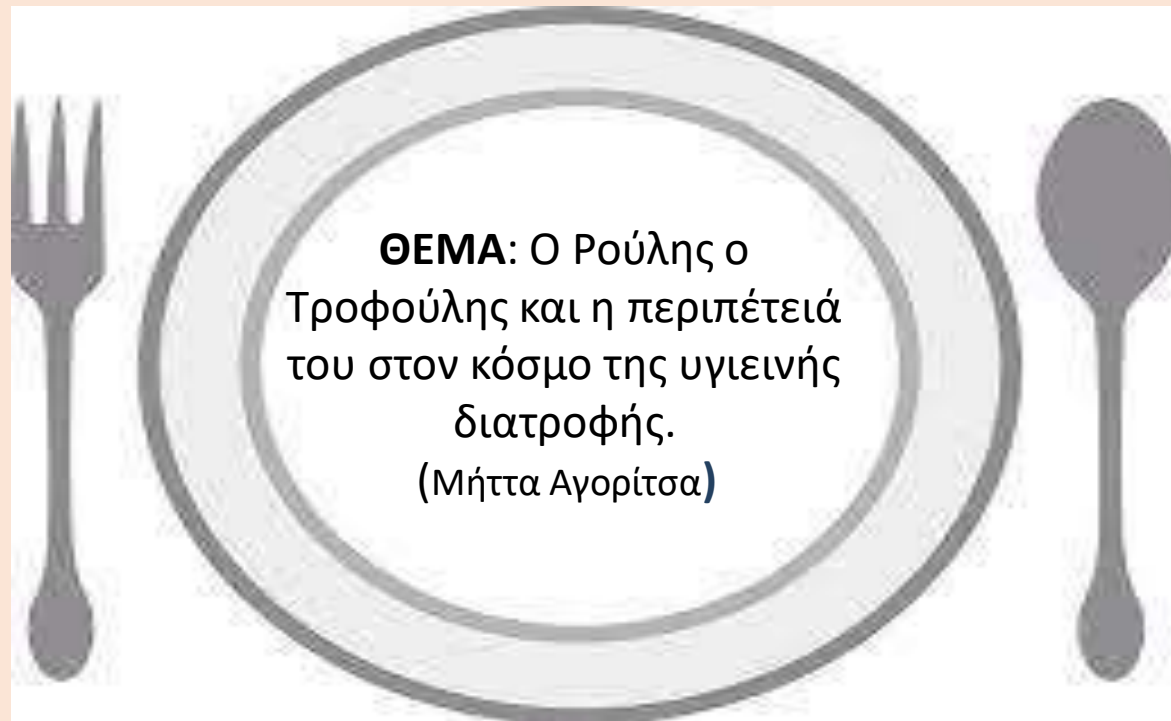 ΘΕΜΑ: Ο Ρούλης ο
Τροφούλης και η περιπέτειά
του στον κόσμο της υγιεινής
διατροφής.
(Μήττα Αγορίτσα)